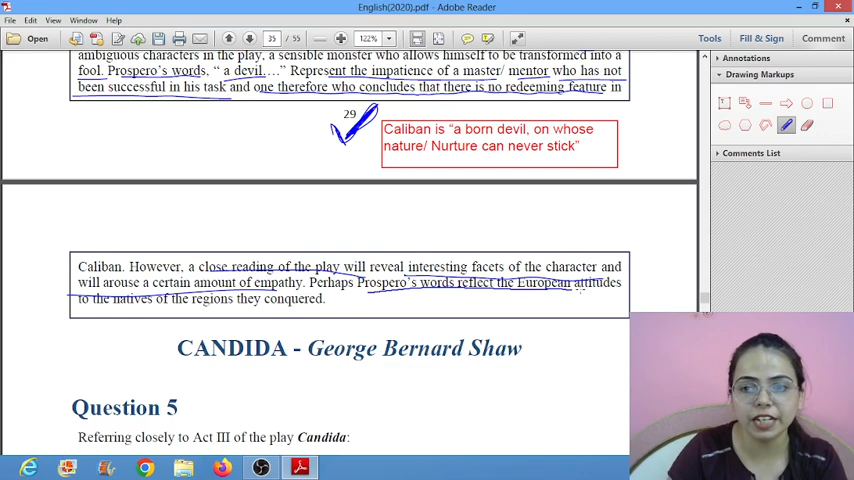 English(2020).pdf - Adobe Reader
File Edit View Window Help
Open 35 / 55 122% Tools Fill & Sign Comment
ambiguous characters in the play, a sensible monster who allows himself to be transformed into a
fool. Prospero's words, " a devil…" Represent the impatience of a master/ mentor who has not
been successful in his task and one therefore who concludes that there is no redeeming feature in
29
Caliban is "a born devil, on whose
nature/ Nurture can never stick"
Caliban. However, a close reading of the play will reveal interesting facets of the character and
will arouse a certain amount of empathy. Perhaps Prospero's words reflect the European attitudes
to the natives of the regions they conquered.
CANDIDA - George Bernard Shaw
Question 5
Referring closely to Act III of the play Candida:
Annotations
Drawing Markups
Comments List